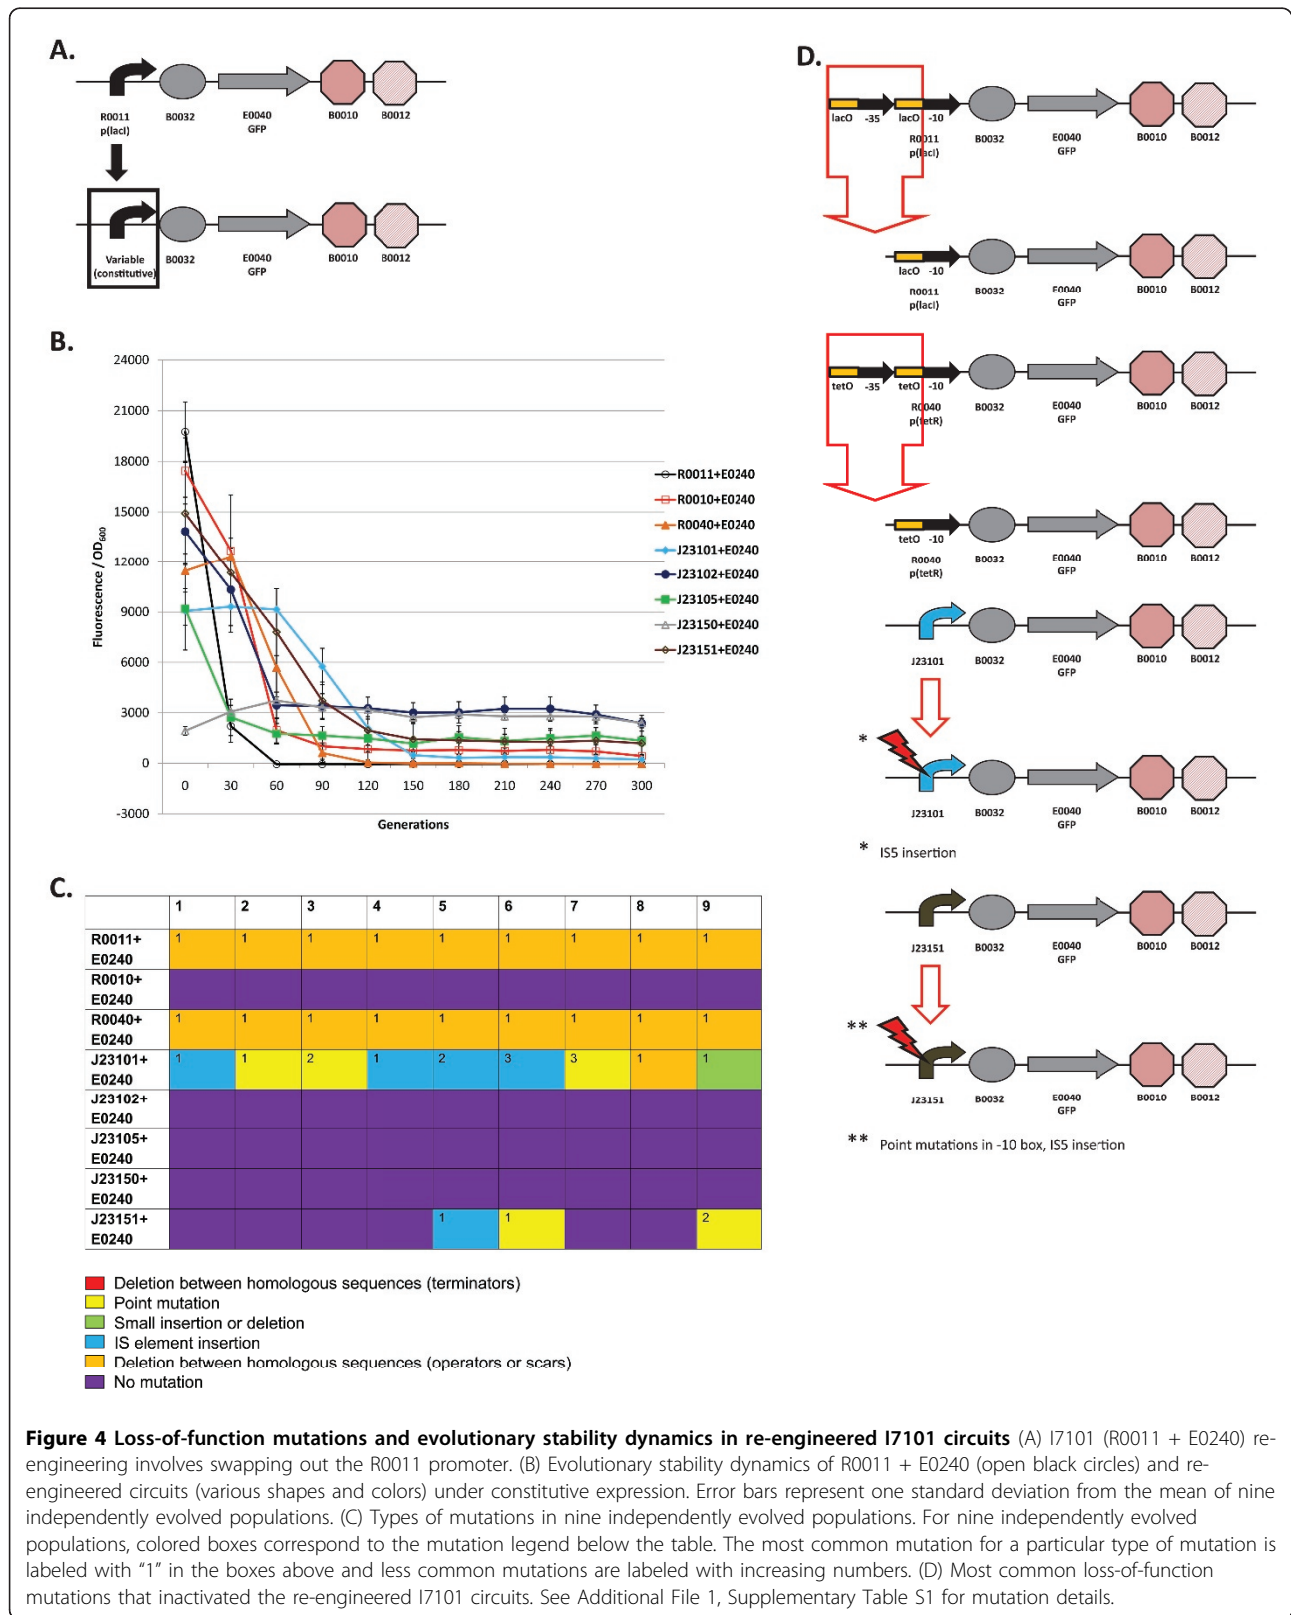 A.
R0011
p(lacI)
B0032
E0040
GFP
B0010
B0012
Variable
(constitutive)
B0032
E0040
GFP
B0010
B0012
B.
24000
21000
18000
15000
12000
9000
6000
3000
0
-3000
Fluorescence / OD600
0 30 60 90 120 150 180 210 240 270 300
Generations
R0011+E0240
R0010+E0240
R0040+E0240
J23101+E0240
J23102+E0240
J23105+E0240
J23150+E0240
J23151+E0240
C.
1 2 3 4 5 6 7 8 9
R0011+
E0240
1 1 1 1 1 1 1 1 1
R0010+
E0240
R0040+
E0240
1 1 1 1 1 1 1 1 1
J23101+
E0240
1 1 2 1 2 3 3 1 1
J23102+
E0240
J23105+
E0240
J23150+
E0240
J23151+
E0240
1 1 2
Deletion between homologous sequences (terminators)
Point mutation
Small insertion or deletion
IS element insertion
Deletion between homologous sequences (operators or scars)
No mutation
D.
lacO -35 lacO -10
R0011
p(lacI)
B0032
E0040
GFP
B0010
B0012
lacO -10
R0011
p(lacI)
B0032
E0040
GFP
B0010
B0012
tetO -35 tetO -10
R0040
p(tetR)
B0032
E0040
GFP
B0010
B0012
tetO -10
R0040
p(tetR)
B0032
E0040
GFP
B0010
B0012
J23101
B0032
E0040
GFP
B0010
B0012
*
J23101
B0032
E0040
GFP
B0010
B0012
* IS5 insertion
J23151
B0032
E0040
GFP
B0010
B0012
**
J23151
B0032
E0040
GFP
B0010
B0012
** Point mutations in -10 box, IS5 insertion
Figure 4 Loss-of-function mutations and evolutionary stability dynamics in re-engineered I7101 circuits (A) I7101 (R0011 + E0240) re-
engineering involves swapping out the R0011 promoter. (B) Evolutionary stability dynamics of R0011 + E0240 (open black circles) and re-
engineered circuits (various shapes and colors) under constitutive expression. Error bars represent one standard deviation from the mean of nine
independently evolved populations. (C) Types of mutations in nine independently evolved populations. For nine independently evolved
populations, colored boxes correspond to the mutation legend below the table. The most common mutation for a particular type of mutation is
labeled with “1” in the boxes above and less common mutations are labeled with increasing numbers. (D) Most common loss-of-function
mutations that inactivated the re-engineered I7101 circuits. See Additional File 1, Supplementary Table S1 for mutation details.